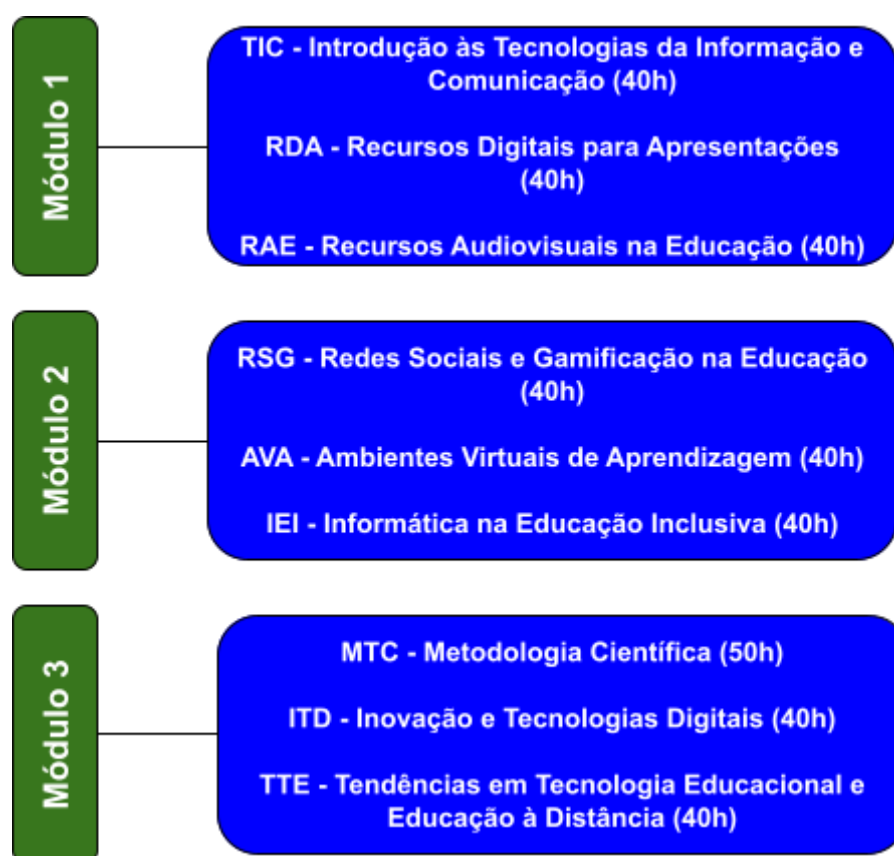 Módulo 1
TIC - Introdução às Tecnologias da Informação e
Comunicação (40h)
RDA - Recursos Digitais para Apresentações
(40h)
RAE - Recursos Audiovisuais na Educação (40h)
Módulo 2
RSG - Redes Sociais e Gamificação na Educação
(40h)
AVA - Ambientes Virtuais de Aprendizagem (40h)
IEI - Informática na Educação Inclusiva (40h)
Módulo 3
MTC - Metodologia Científica (50h)
ITD - Inovação e Tecnologias Digitais (40h)
TTE - Tendências em Tecnologia Educacional e
Educação à Distância (40h)